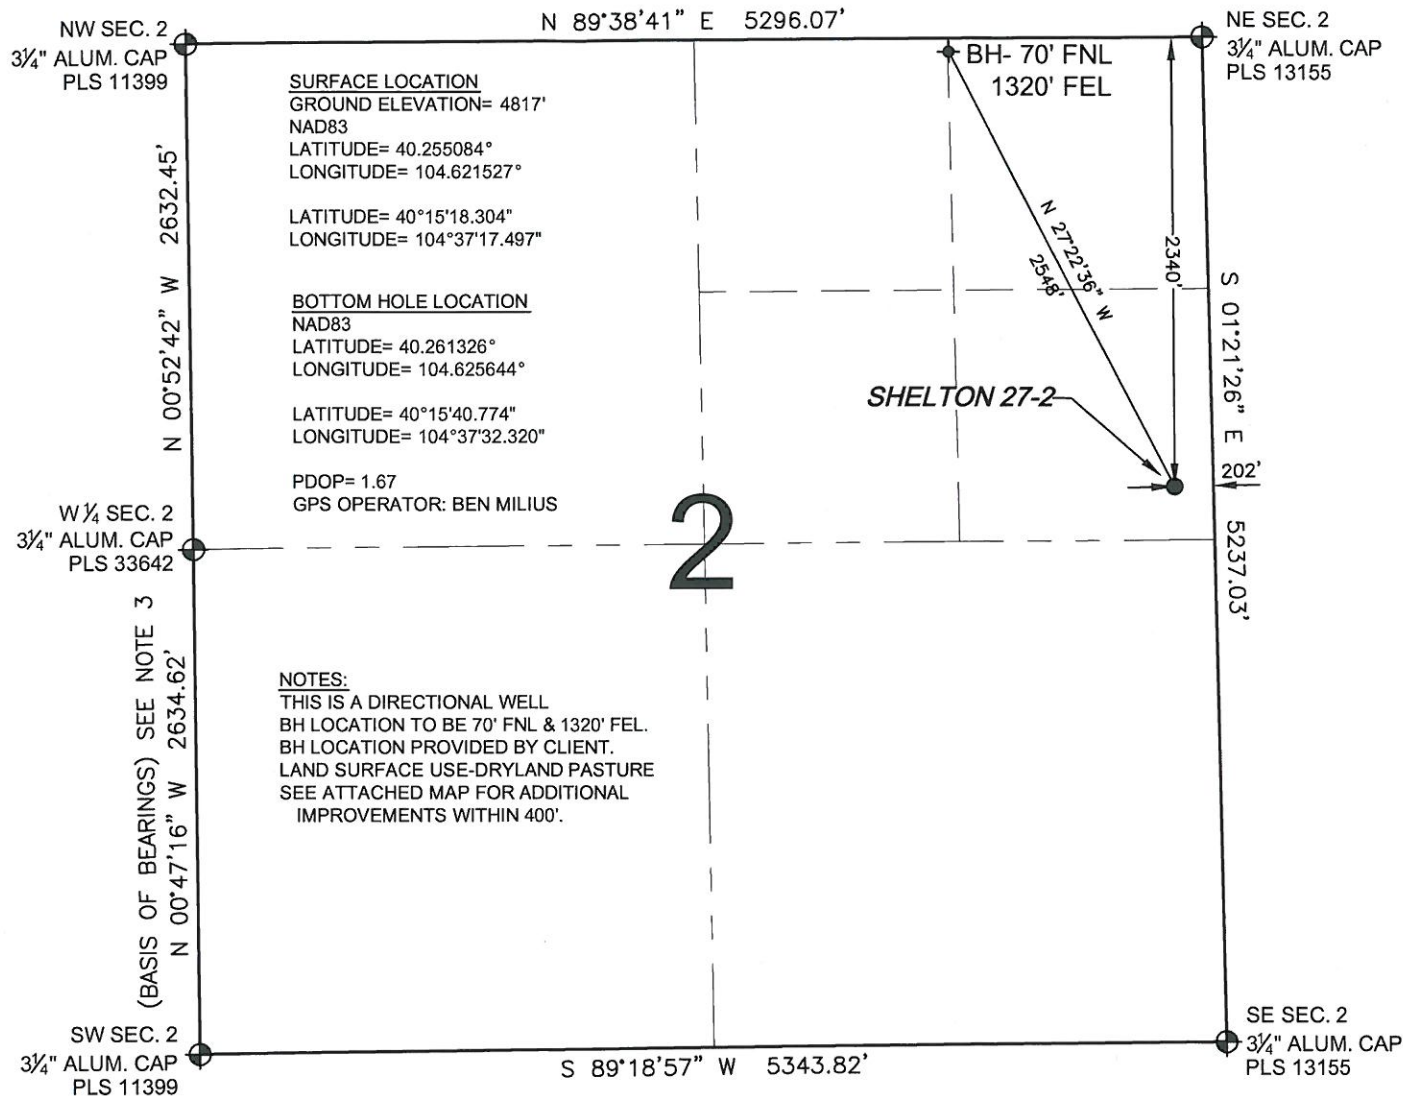 N 89°38'41" E 5296.07'
NW SEC. 2
3¼" ALUM. CAP
PLS 11399
NE SEC. 2
3¼" ALUM. CAP
PLS 13155
BH- 70' FNL
1320' FEL
SURFACE LOCATION
GROUND ELEVATION= 4817'
NAD83
LATITUDE= 40.255084°
LONGITUDE= 104.621527°
LATITUDE= 40°15'18.304"
LONGITUDE= 104°37'17.497"
BOTTOM HOLE LOCATION
NAD83
LATITUDE= 40.261326°
LONGITUDE= 104.625644°
LATITUDE= 40°15'40.774"
LONGITUDE= 104°37'32.320"
PDOP= 1.67
GPS OPERATOR: BEN MILIUS
N 00°52'42" W 2632.45'
N 27°22'36" W
2548'
2340'
S 01°21'26" E 5237.03'
SHELTON 27-2
202'
W ¼ SEC. 2
3¼" ALUM. CAP
PLS 33642
2
(BASIS OF BEARINGS) SEE NOTE 3
N 00°47'16" W 2634.62'
NOTES:
THIS IS A DIRECTIONAL WELL
BH LOCATION TO BE 70' FNL & 1320' FEL.
BH LOCATION PROVIDED BY CLIENT.
LAND SURFACE USE-DRYLAND PASTURE
SEE ATTACHED MAP FOR ADDITIONAL
IMPROVEMENTS WITHIN 400'.
SW SEC. 2
3¼" ALUM. CAP
PLS 11399
S 89°18'57" W 5343.82'
SE SEC. 2
3¼" ALUM. CAP
PLS 13155